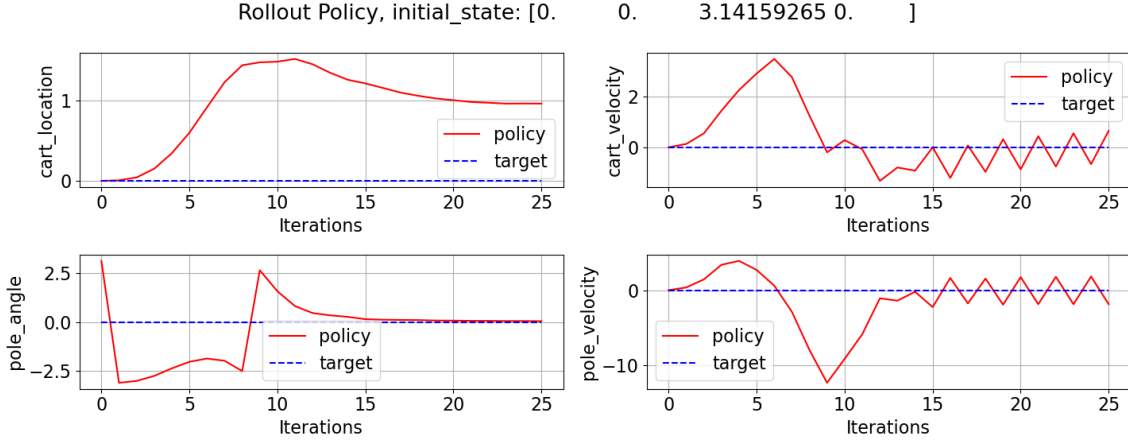 Rollout Policy, initial_state: [0. 0. 3.14159265 0. ]
cart_location
1
0
policy
target
0 5 10 15 20 25
Iterations
cart_velocity
2
0
policy
target
0 5 10 15 20 25
Iterations
pole_angle
2.5
0.0
−2.5
policy
target
0 5 10 15 20 25
Iterations
pole_velocity
0
−10
policy
target
0 5 10 15 20 25
Iterations